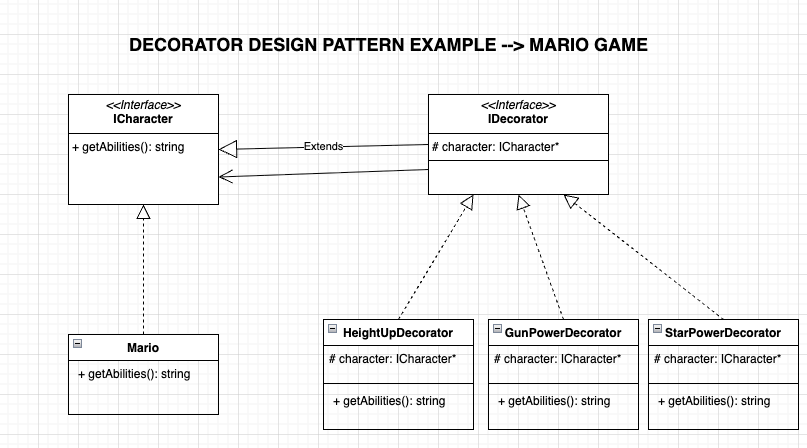 DECORATOR DESIGN PATTERN EXAMPLE --> MARIO GAME
<<Interface>>
ICharacter
+ getAbilities(): string
Extends
<<Interface>>
IDecorator
# character: ICharacter*
Mario
+ getAbilities(): string
HeightUpDecorator
# character: ICharacter*
+ getAbilities(): string
GunPowerDecorator
# character: ICharacter*
+ getAbilities(): string
StarPowerDecorator
# character: ICharacter*
+ getAbilities(): string